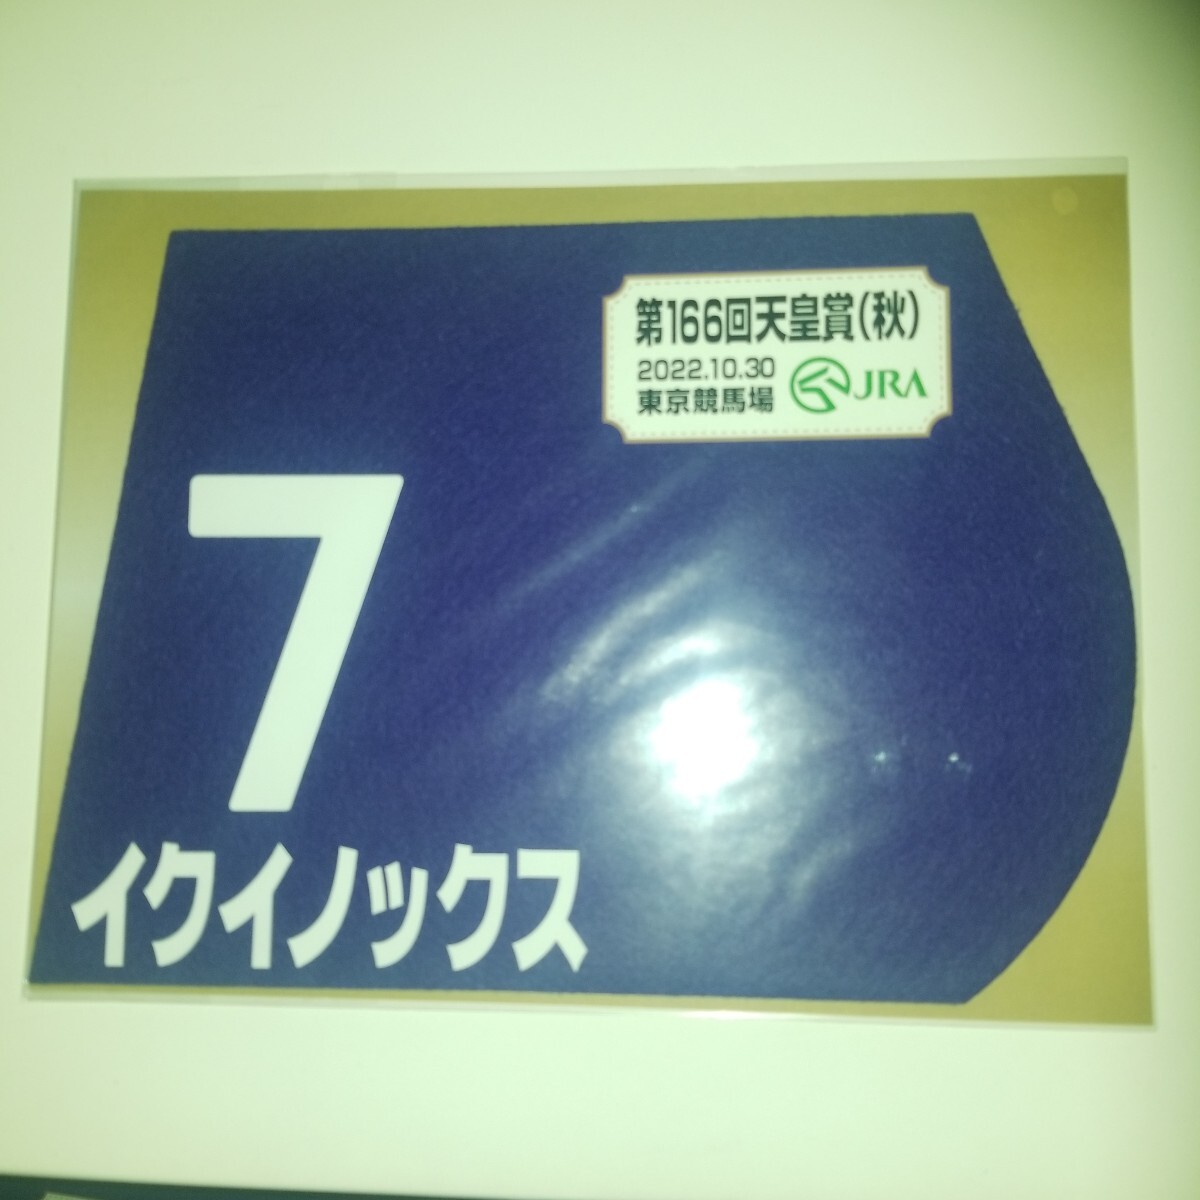 第166回天皇賞(秋)
2022.10.30
東京競馬場
JRA
7
イクイノックス